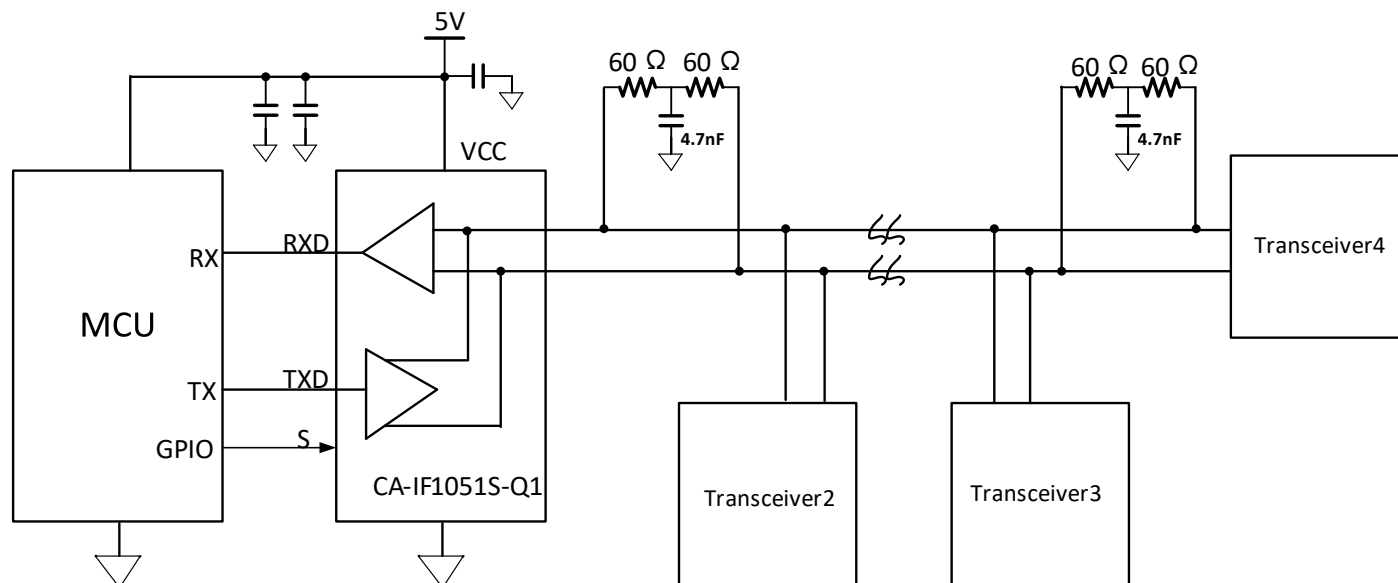 5V
60 Ω 60 Ω
60 Ω 60 Ω
4.7nF
4.7nF
VCC
RX
RXD
Transceiver4
MCU
TX
TXD
GPIO
S
CA-IF1051S-Q1
Transceiver2
Transceiver3